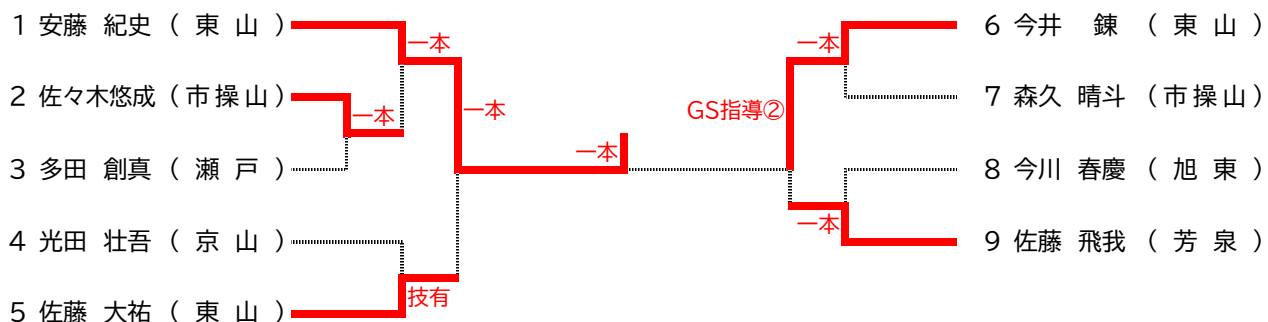 1 安藤 紀史 ( 東 山 )
一本
2 佐々木悠成 (市操山)
一本
一本
3 多田 創真 ( 瀬 戸 )
4 光田 壮吾 ( 京 山 )
技有
5 佐藤 大祐 ( 東 山 )
一本
6 今井 錬 ( 東 山 )
一本
7 森久 晴斗 (市操山)
GS指導②
8 今川 春慶 ( 旭 東 )
一本
9 佐藤 飛我 ( 芳 泉 )